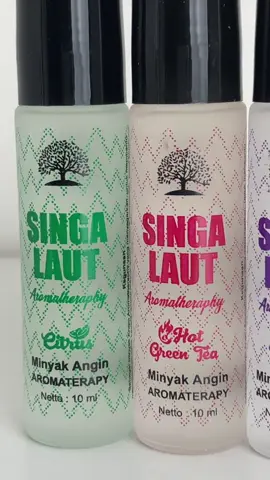 SINGA
LAUT
Aromatheraphy
Citrus
Minyak Angin
AROMATERAPY
Netto : 10 ml
SINGA
LAUT
Aromatheraphy
Hot
Green Tea
Minyak Angin
AROMATERAPY
Netto : 10 ml